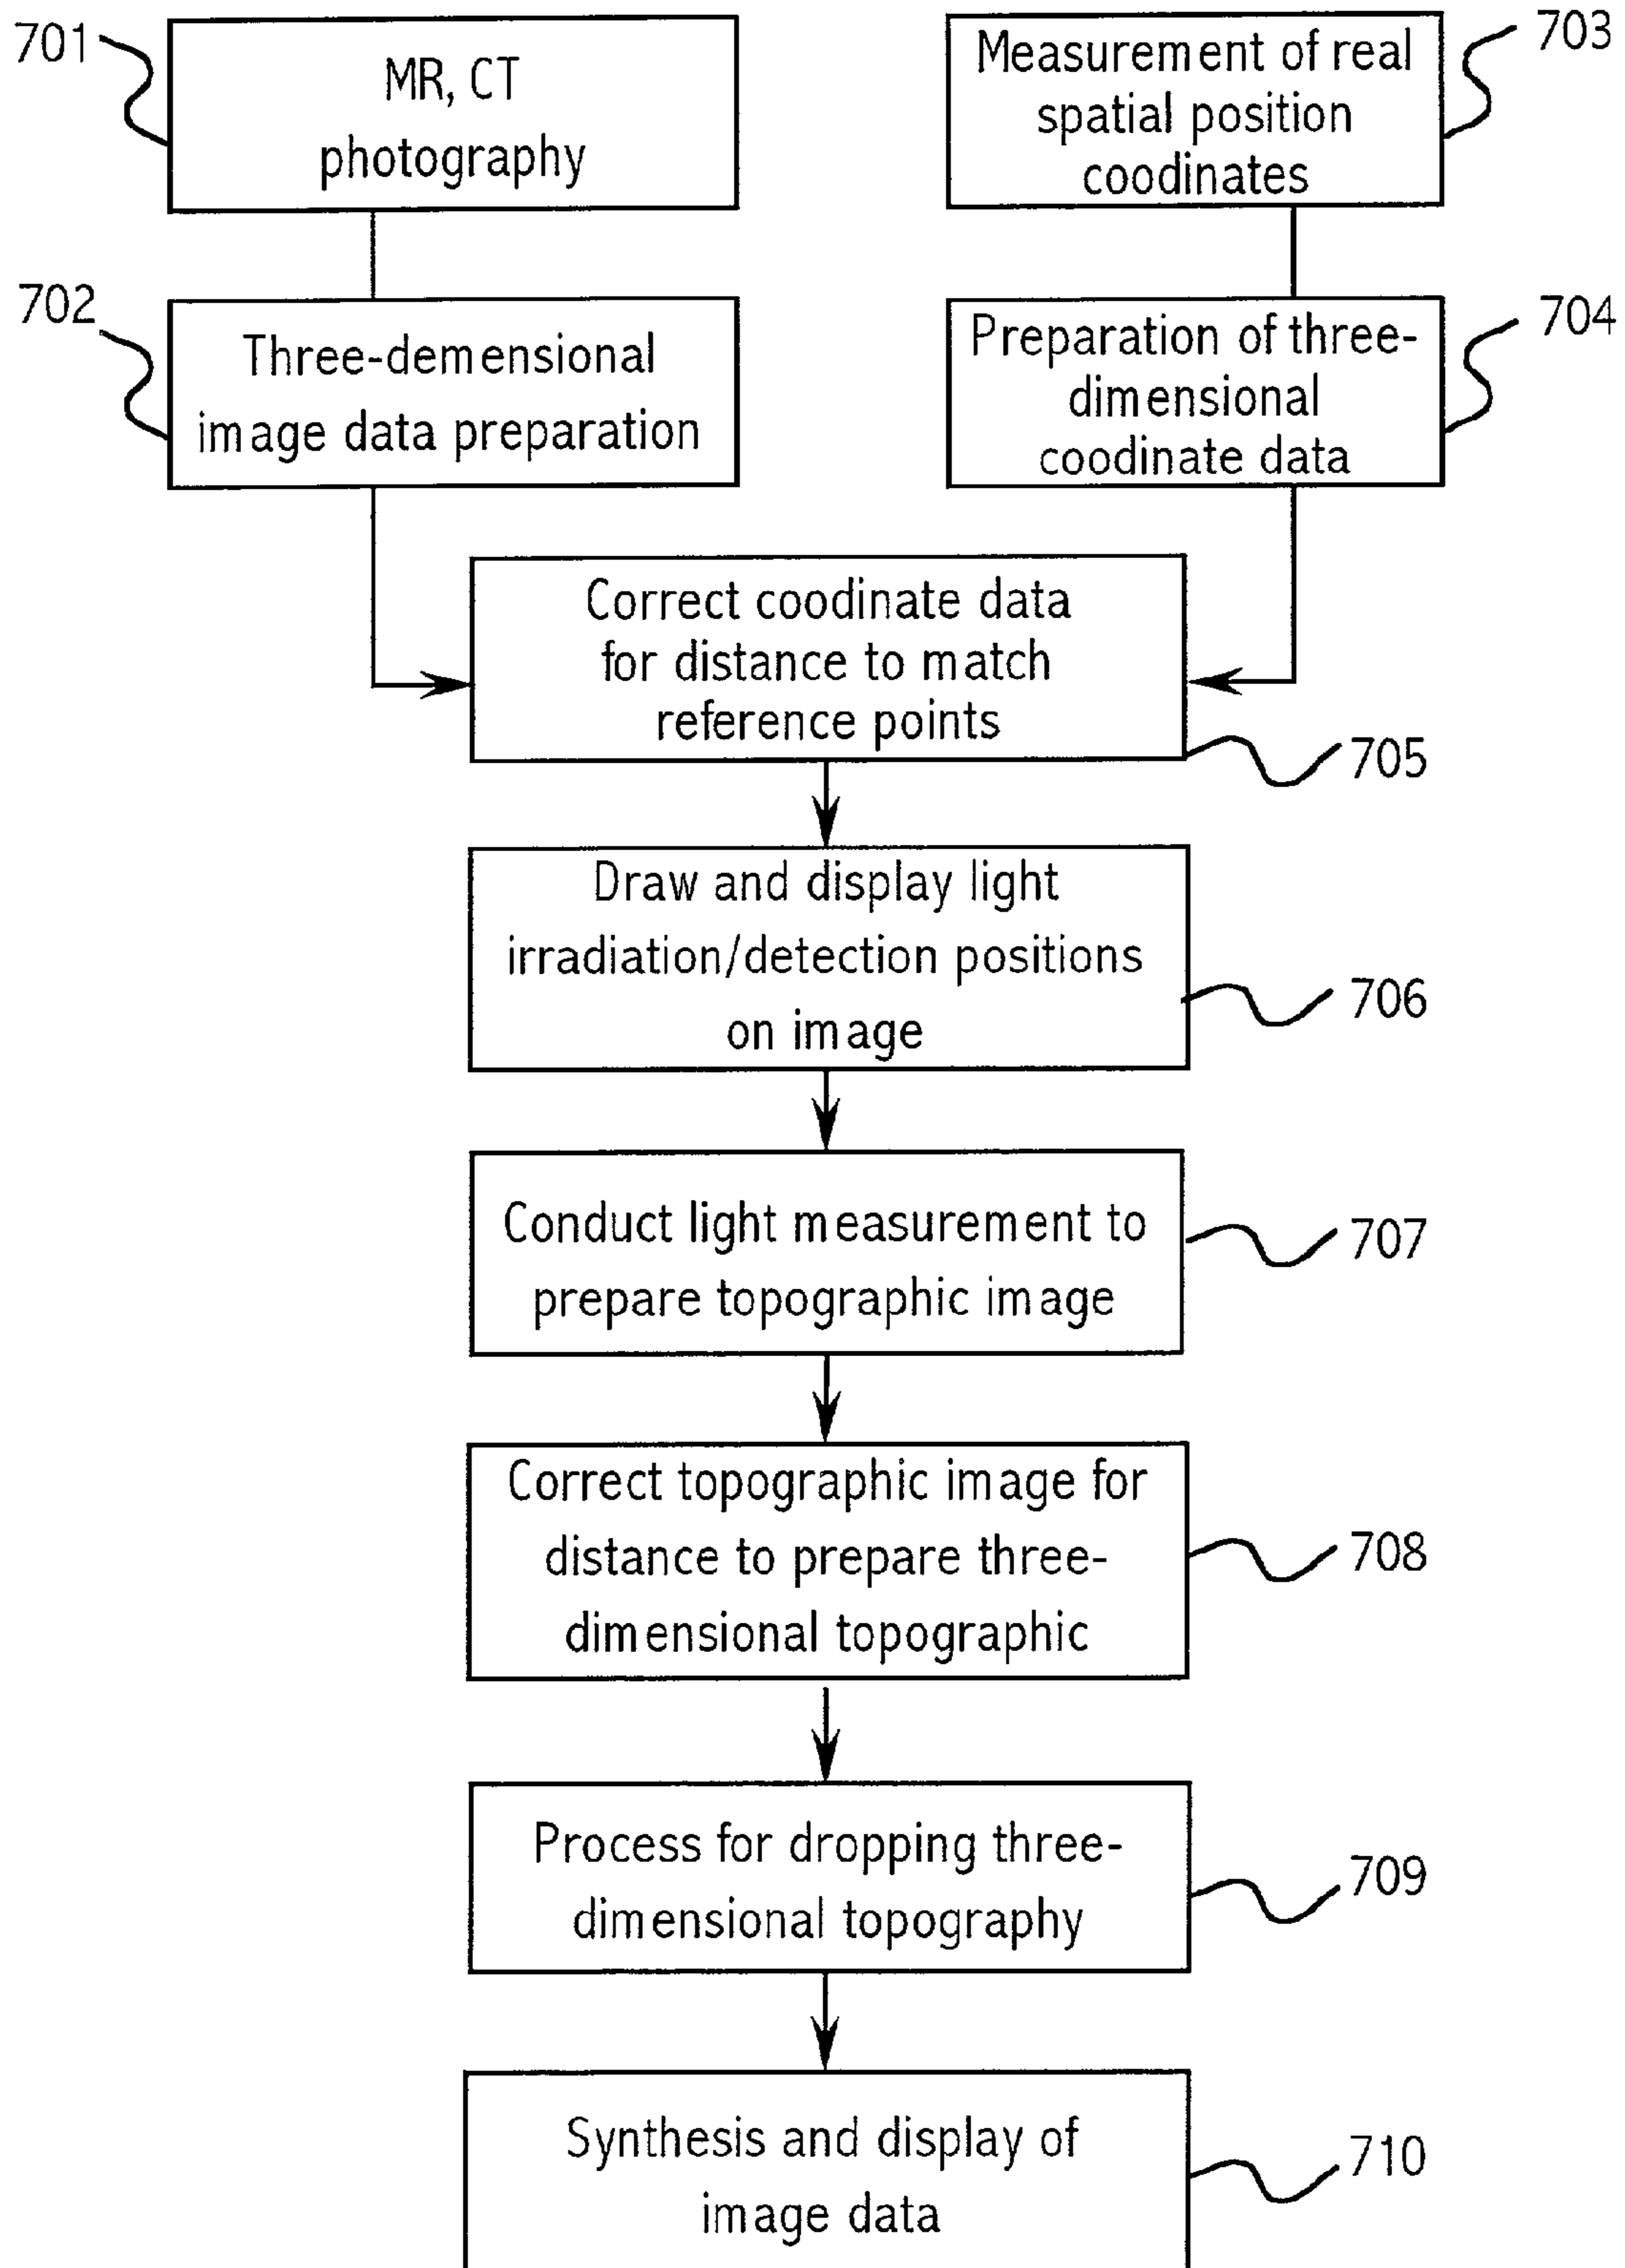 701
MR, CT
photography
703
Measurement of real
spatial position
coodinates
702
Three-demensional
image data preparation
704
Preparation of three-
dimensional
coodinate data
Correct coodinate data
for distance to match
reference points
705
Draw and display light
irradiation/detection positions
on image
706
Conduct light measurement to
prepare topographic image
707
Correct topographic image for
distance to prepare three-
dimensional topographic
708
Process for dropping three-
dimensional topography
709
Synthesis and display of
image data
710